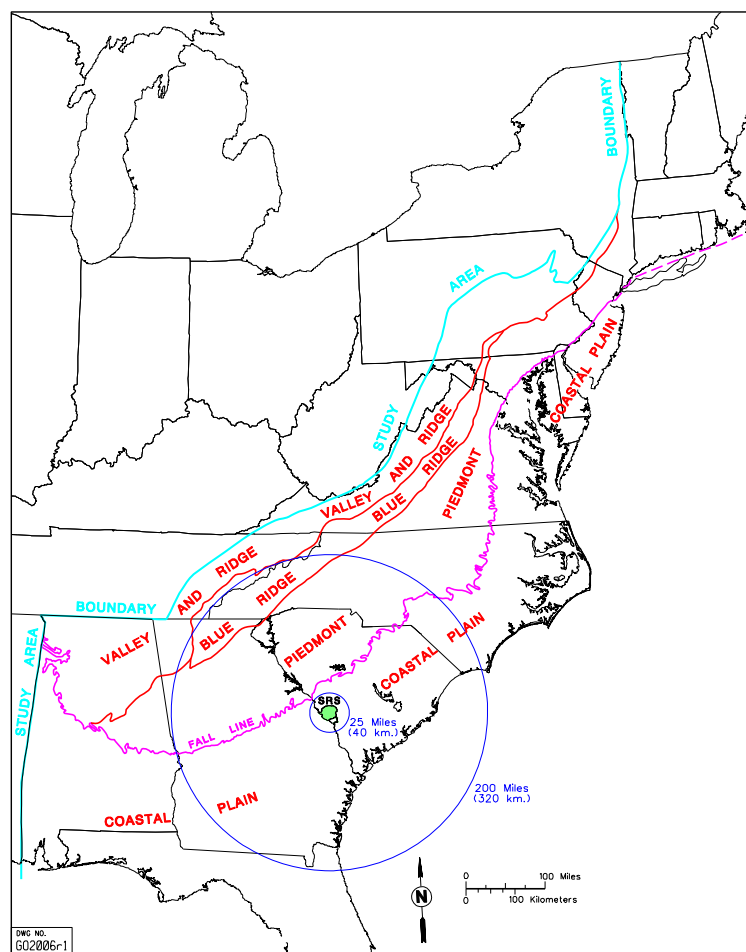 BOUNDARY
AREA
STUDY
COASTAL PLAIN
VALLEY AND RIDGE
BLUE RIDGE
PIEDMONT
VALLEY AND RIDGE
BLUE RIDGE
BOUNDARY
STUDY AREA
PIEDMONT
COASTAL PLAIN
SRS
25 Miles
(40 km.)
FALL LINE
200 Miles
(320 km.)
COASTAL PLAIN
N
0 100 Miles
0 100 Kilometers
DWG NO.
G02006r1